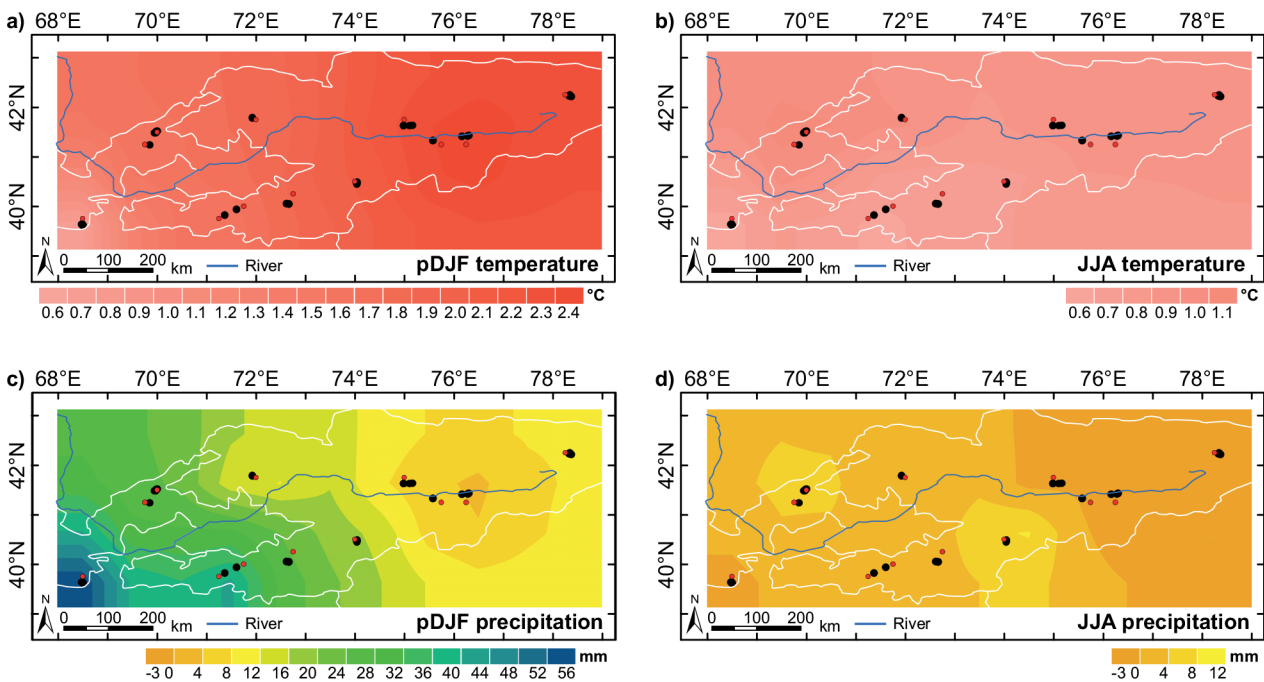 a) 68°E 70°E 72°E 74°E 76°E 78°E
42°N
40°N
N
0 100 200 km River pDJF temperature
°C
0.6 0.7 0.8 0.9 1.0 1.1 1.2 1.3 1.4 1.5 1.6 1.7 1.8 1.9 2.0 2.1 2.2 2.3 2.4
b) 68°E 70°E 72°E 74°E 76°E 78°E
42°N
40°N
N
0 100 200 km River JJA temperature
°C
0.6 0.7 0.8 0.9 1.0 1.1
c) 68°E 70°E 72°E 74°E 76°E 78°E
42°N
40°N
N
0 100 200 km River pDJF precipitation
mm
-3 0 4 8 12 16 20 24 28 32 36 40 44 48 52 56
d) 68°E 70°E 72°E 74°E 76°E 78°E
42°N
40°N
N
0 100 200 km River JJA precipitation
mm
-3 0 4 8 12